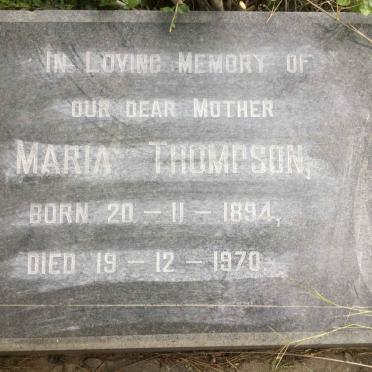 IN LOVING MEMORY OF
OUR DEAR MOTHER
MARIA THOMPSON,
BORN 20 - 11 - 1894,
DIED 19 - 12 - 1970.